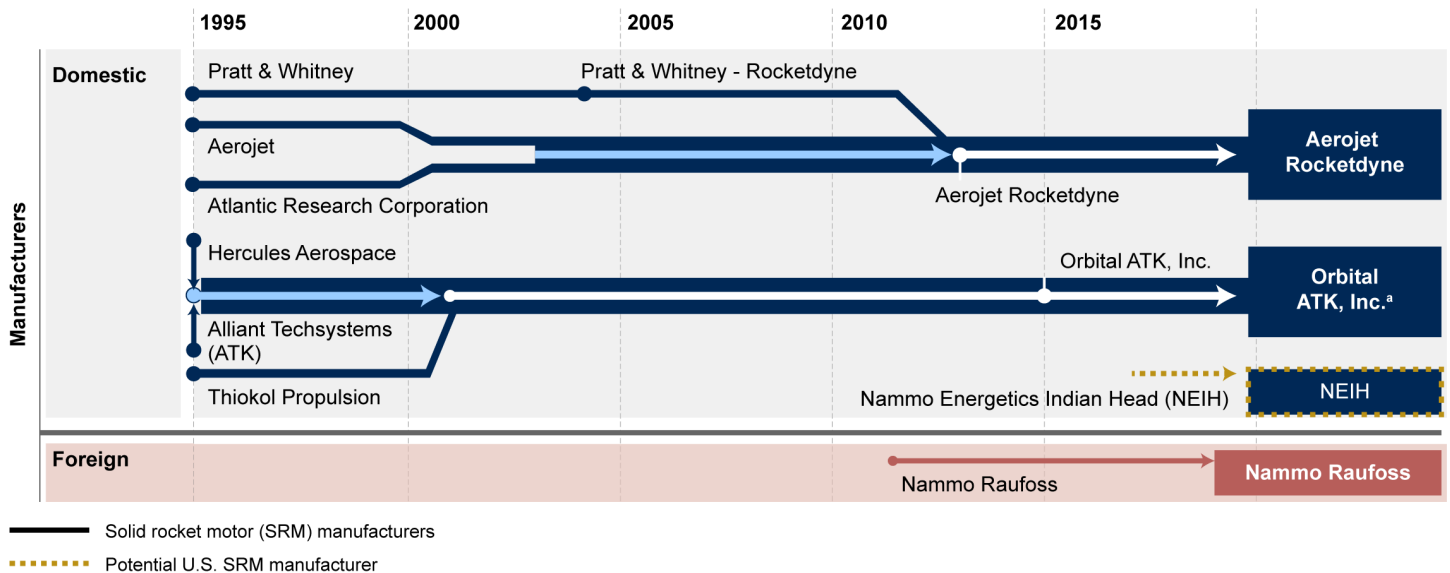 1995
2000
2005
2010
2015
Manufacturers
Domestic
Pratt & Whitney
Pratt & Whitney - Rocketdyne
Aerojet
Atlantic Research Corporation
Aerojet Rocketdyne
Aerojet
Rocketdyne
Hercules Aerospace
Orbital ATK, Inc.
Orbital
ATK, Inc.ª
Alliant Techsystems
(ATK)
Thiokol Propulsion
Nammo Energetics Indian Head (NEIH)
NEIH
Foreign
Nammo Raufoss
Nammo Raufoss
Solid rocket motor (SRM) manufacturers
Potential U.S. SRM manufacturer